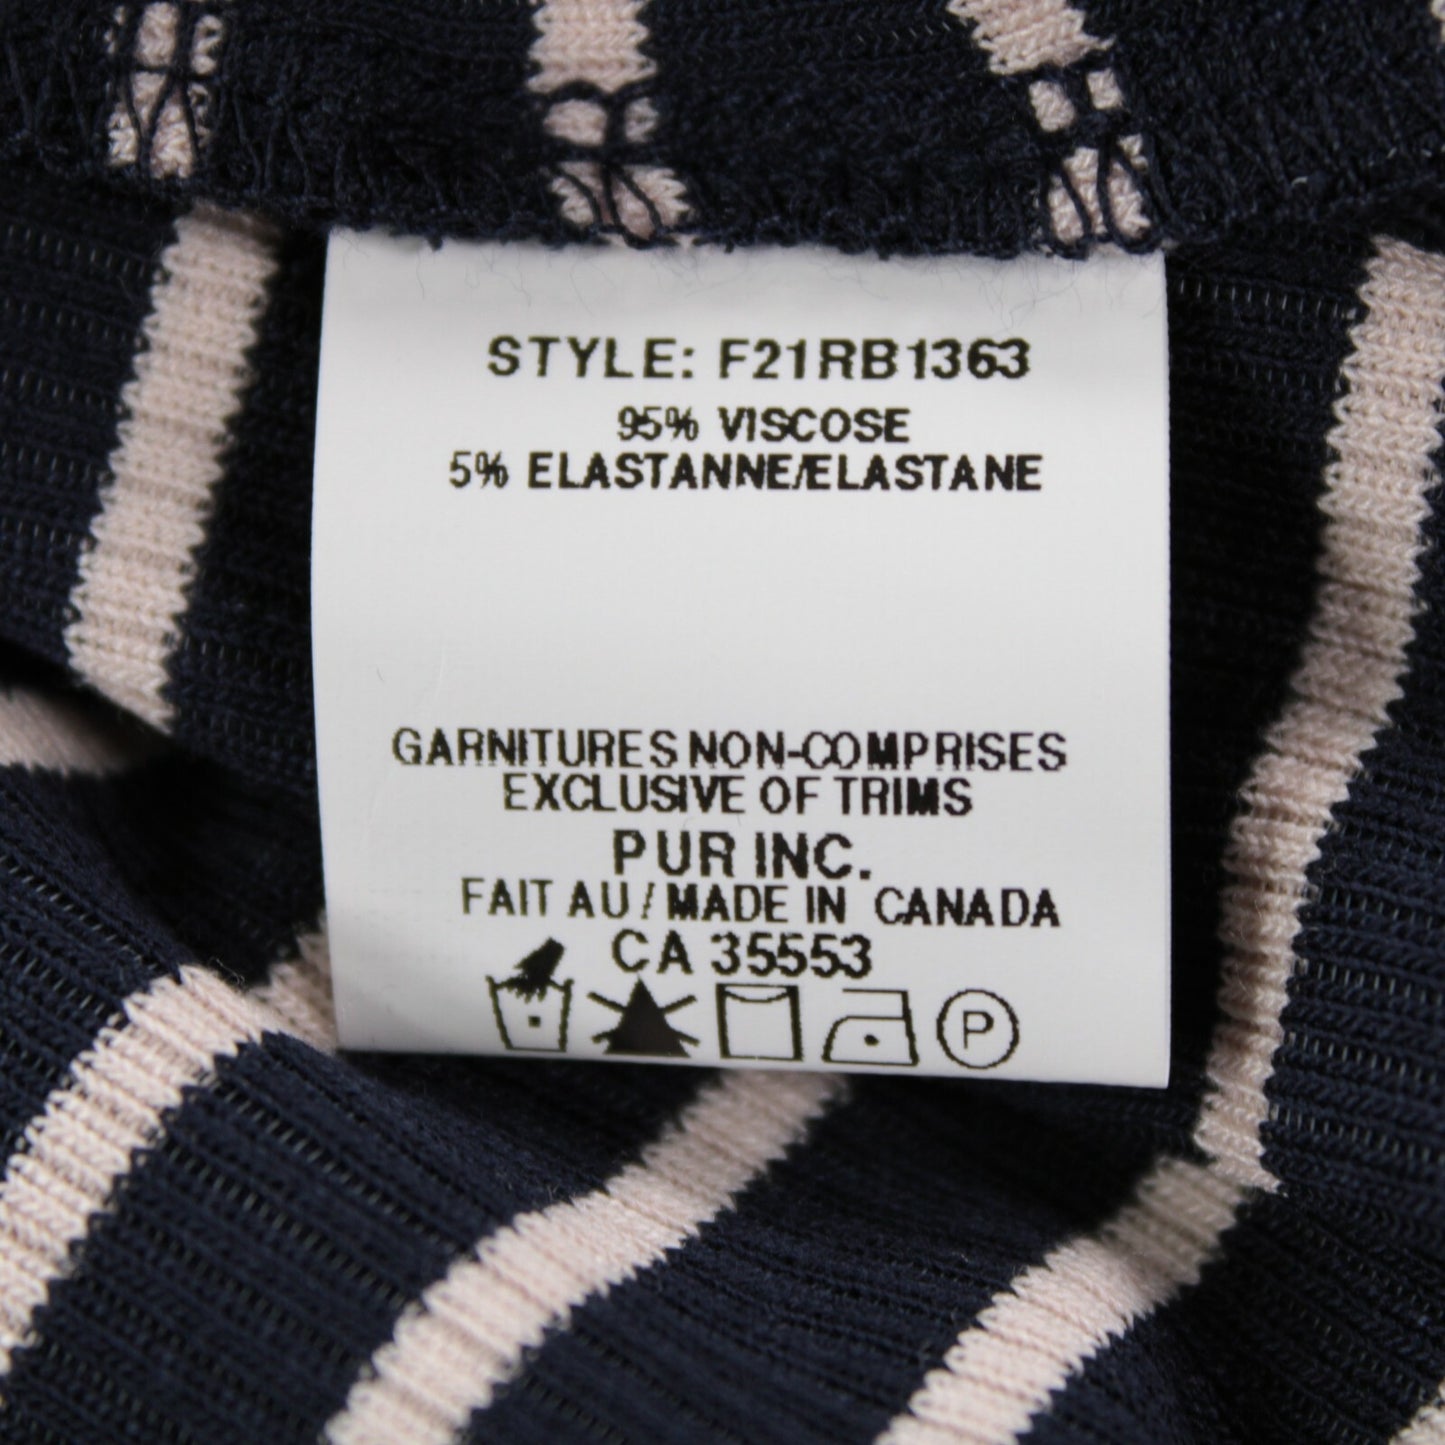 STYLE: F21RB1363
95% VISCOSE
5% ELASTANNE/ELASTANE
GARNITURES NON-COMPRISES
EXCLUSIVE OF TRIMS
PUR INC.
FAIT AU / MADE IN CANADA
CA 35553
P